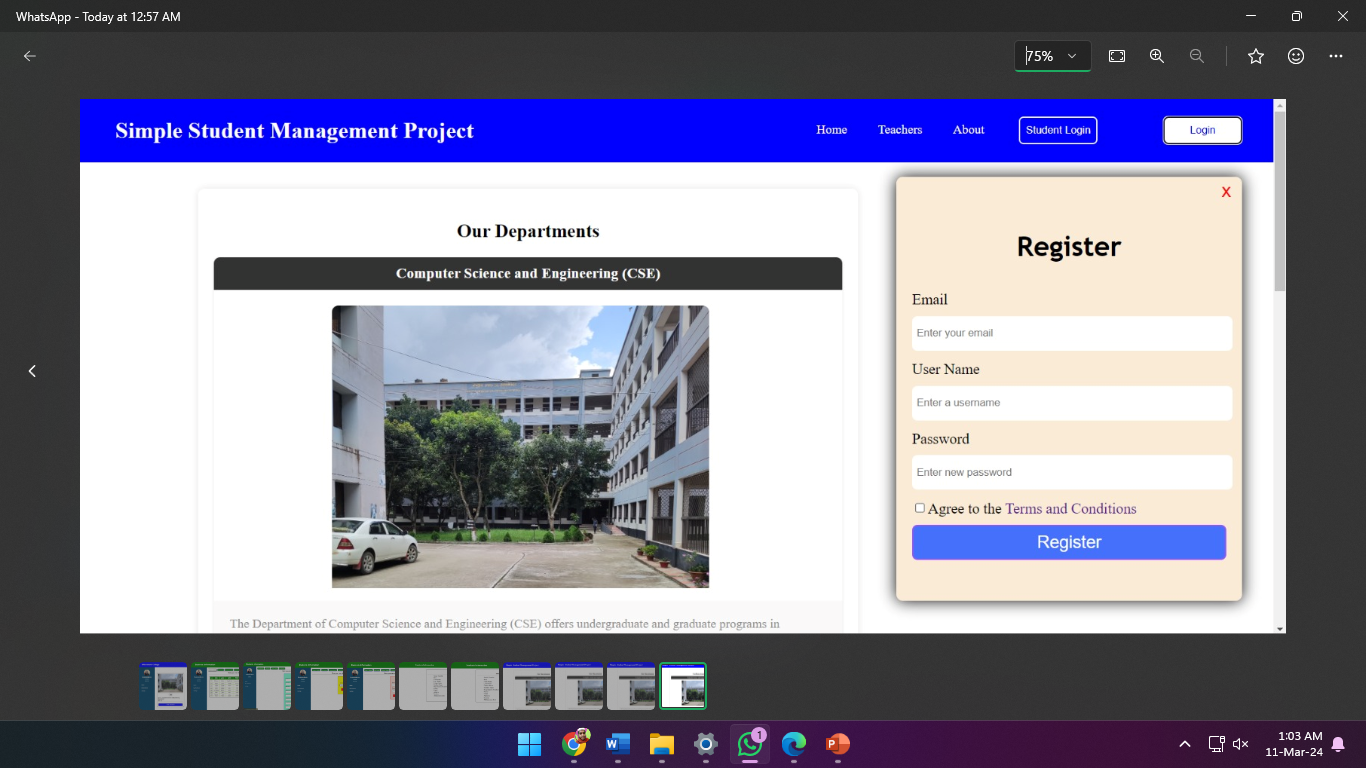 WhatsApp - Today at 12:57 AM
75%
Simple Student Management Project
Home
Teachers
About
Student Login
Login
X
Our Departments
Computer Science and Engineering (CSE)
Register
Email
Enter your email
User Name
Enter a username
Password
Enter new password
Agree to the Terms and Conditions
Register
The Department of Computer Science and Engineering (CSE) offers undergraduate and graduate programs in
1
1:03 AM
11-Mar-24